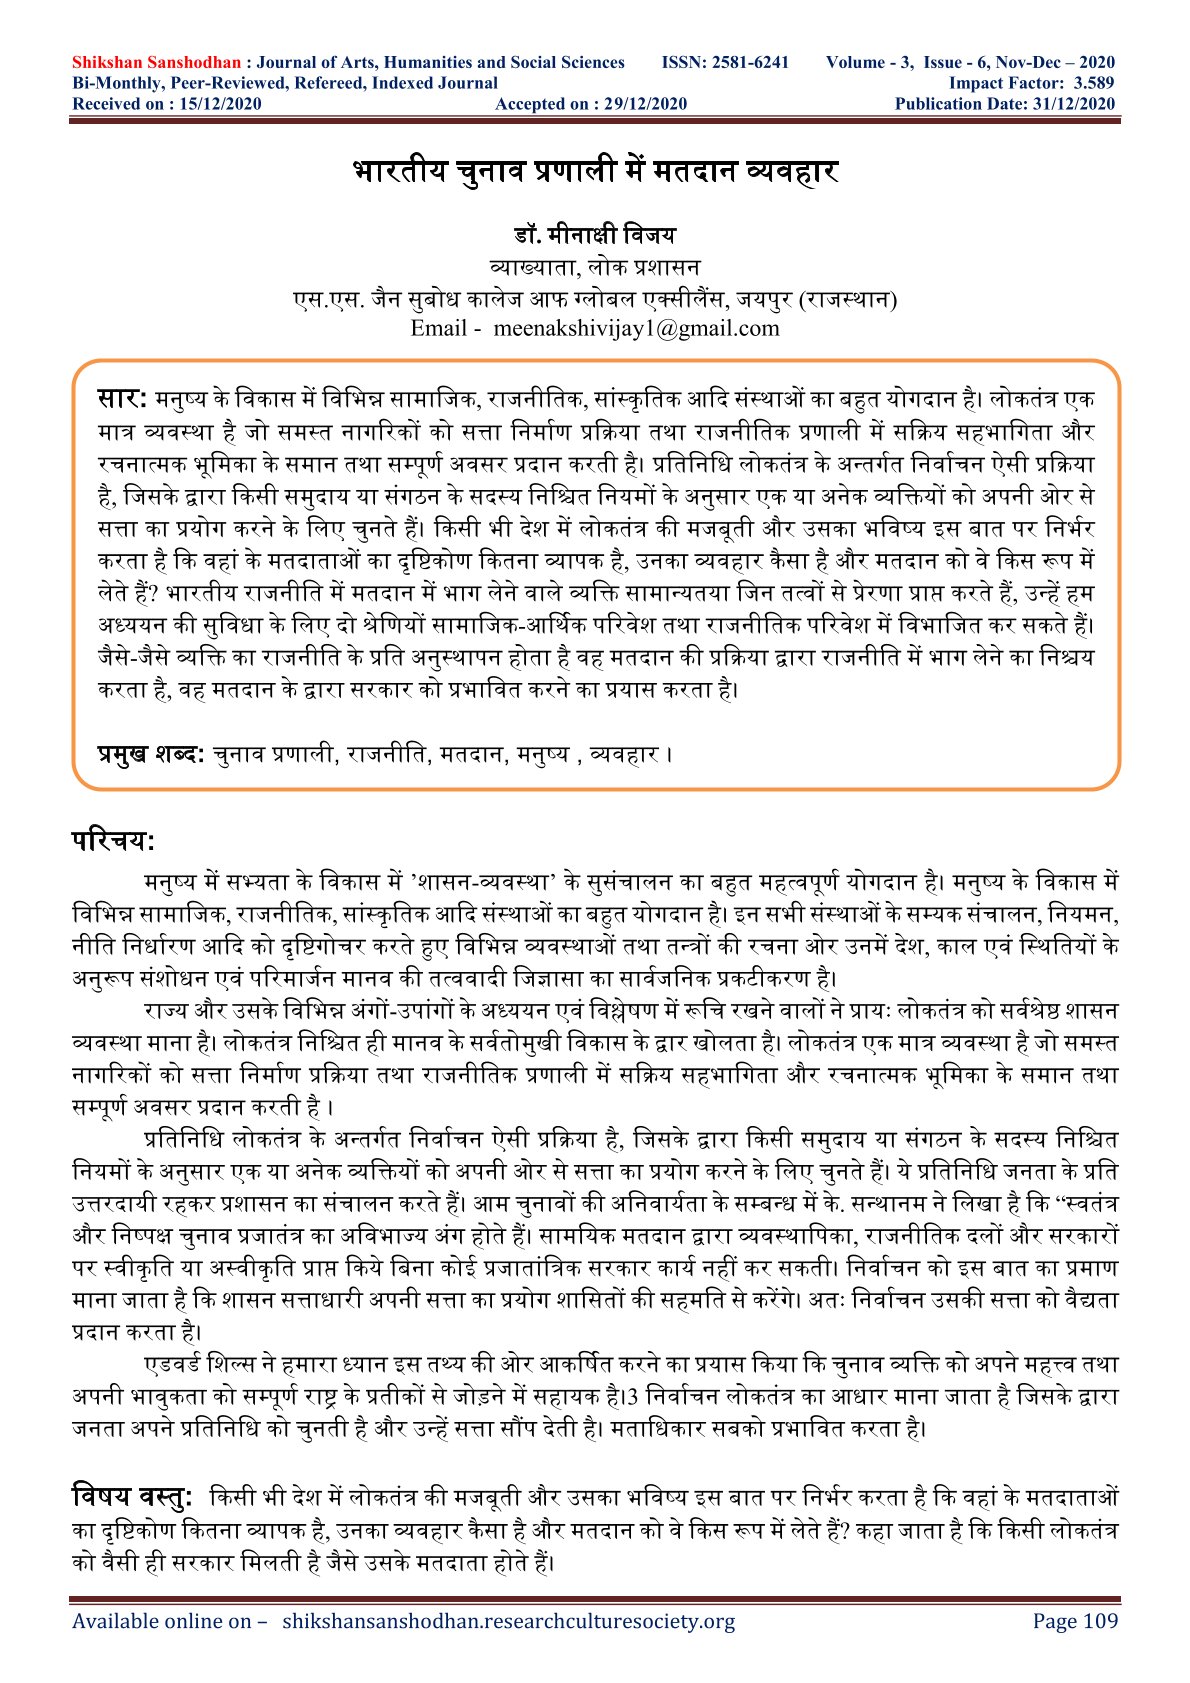 Shikshan Sanshodhan : Journal of Arts, Humanities and Social Sciences ISSN: 2581-6241 Volume - 3, Issue - 6, Nov-Dec – 2020
Bi-Monthly, Peer-Reviewed, Refereed, Indexed Journal Impact Factor: 3.589
Received on : 15/12/2020 Accepted on : 29/12/2020 Publication Date: 31/12/2020
भारतीय चुनाव प्रणाली में मतदान व्यवहार
डॉ. मीनाक्षी विजय
व्याख्याता, लोक प्रशासन
एस.एस. जैन सुबोध कालेज आफ ग्लोबल एक्सीलैंस, जयपुर (राजस्थान)
Email - meenakshivijay1@gmail.com
सार: मनुष्य के विकास में विभिन्न सामाजिक, राजनीतिक, सांस्कृतिक आदि संस्थाओं का बहुत योगदान है। लोकतंत्र एक
मात्र व्यवस्था है जो समस्त नागरिकों को सत्ता निर्माण प्रक्रिया तथा राजनीतिक प्रणाली में सक्रिय सहभागिता और
रचनात्मक भूमिका के समान तथा सम्पूर्ण अवसर प्रदान करती है। प्रतिनिधि लोकतंत्र के अन्तर्गत निर्वाचन ऐसी प्रक्रिया
है, जिसके द्वारा किसी समुदाय या संगठन के सदस्य निश्चित नियमों के अनुसार एक या अनेक व्यक्तियों को अपनी ओर से
सत्ता का प्रयोग करने के लिए चुनते हैं। किसी भी देश में लोकतंत्र की मजबूती और उसका भविष्य इस बात पर निर्भर
करता है कि वहां के मतदाताओं का दृष्टिकोण कितना व्यापक है, उनका व्यवहार कैसा है और मतदान को वे किस रूप में
लेते हैं? भारतीय राजनीति में मतदान में भाग लेने वाले व्यक्ति सामान्यतया जिन तत्वों से प्रेरणा प्राप्त करते हैं, उन्हें हम
अध्ययन की सुविधा के लिए दो श्रेणियों सामाजिक-आर्थिक परिवेश तथा राजनीतिक परिवेश में विभाजित कर सकते हैं।
जैसे-जैसे व्यक्ति का राजनीति के प्रति अनुस्थापन होता है वह मतदान की प्रक्रिया द्वारा राजनीति में भाग लेने का निश्चय
करता है, वह मतदान के द्वारा सरकार को प्रभावित करने का प्रयास करता है।
प्रमुख शब्द: चुनाव प्रणाली, राजनीति, मतदान, मनुष्य , व्यवहार ।
परिचय:
मनुष्य में सभ्यता के विकास में ’शासन-व्यवस्था’ के सुसंचालन का बहुत महत्वपूर्ण योगदान है। मनुष्य के विकास में
विभिन्न सामाजिक, राजनीतिक, सांस्कृतिक आदि संस्थाओं का बहुत योगदान है। इन सभी संस्थाओं के सम्यक संचालन, नियमन,
नीति निर्धारण आदि को दृष्टिगोचर करते हुए विभिन्न व्यवस्थाओं तथा तन्त्रों की रचना ओर उनमें देश, काल एवं स्थितियों के
अनुरूप संशोधन एवं परिमार्जन मानव की तत्ववादी जिज्ञासा का सार्वजनिक प्रकटीकरण है।
राज्य और उसके विभिन्न अंगों-उपांगों के अध्ययन एवं विश्लेषण में रूचि रखने वालों ने प्रायः लोकतंत्र को सर्वश्रेष्ठ शासन
व्यवस्था माना है। लोकतंत्र निश्चित ही मानव के सर्वतोमुखी विकास के द्वार खोलता है। लोकतंत्र एक मात्र व्यवस्था है जो समस्त
नागरिकों को सत्ता निर्माण प्रक्रिया तथा राजनीतिक प्रणाली में सक्रिय सहभागिता और रचनात्मक भूमिका के समान तथा
सम्पूर्ण अवसर प्रदान करती है ।
प्रतिनिधि लोकतंत्र के अन्तर्गत निर्वाचन ऐसी प्रक्रिया है, जिसके द्वारा किसी समुदाय या संगठन के सदस्य निश्चित
नियमों के अनुसार एक या अनेक व्यक्तियों को अपनी ओर से सत्ता का प्रयोग करने के लिए चुनते हैं। ये प्रतिनिधि जनता के प्रति
उत्तरदायी रहकर प्रशासन का संचालन करते हैं। आम चुनावों की अनिवार्यता के सम्बन्ध में के. सन्थानम ने लिखा है कि “स्वतंत्र
और निष्पक्ष चुनाव प्रजातंत्र का अविभाज्य अंग होते हैं। सामयिक मतदान द्वारा व्यवस्थापिका, राजनीतिक दलों और सरकारों
पर स्वीकृति या अस्वीकृति प्राप्त किये बिना कोई प्रजातांत्रिक सरकार कार्य नहीं कर सकती। निर्वाचन को इस बात का प्रमाण
माना जाता है कि शासन सत्ताधारी अपनी सत्ता का प्रयोग शासितों की सहमति से करेंगे। अतः निर्वाचन उसकी सत्ता को वैद्यता
प्रदान करता है।
एडवर्ड शिल्स ने हमारा ध्यान इस तथ्य की ओर आकर्षित करने का प्रयास किया कि चुनाव व्यक्ति को अपने महत्त्व तथा
अपनी भावुकता को सम्पूर्ण राष्ट्र के प्रतीकों से जोड़ने में सहायक है।3 निर्वाचन लोकतंत्र का आधार माना जाता है जिसके द्वारा
जनता अपने प्रतिनिधि को चुनती है और उन्हें सत्ता सौंप देती है। मताधिकार सबको प्रभावित करता है।
विषय वस्तु: किसी भी देश में लोकतंत्र की मजबूती और उसका भविष्य इस बात पर निर्भर करता है कि वहां के मतदाताओं
का दृष्टिकोण कितना व्यापक है, उनका व्यवहार कैसा है और मतदान को वे किस रूप में लेते हैं? कहा जाता है कि किसी लोकतंत्र
को वैसी ही सरकार मिलती है जैसे उसके मतदाता होते हैं।
Available online on – shikshansanshodhan.researchculturesociety.org Page 109